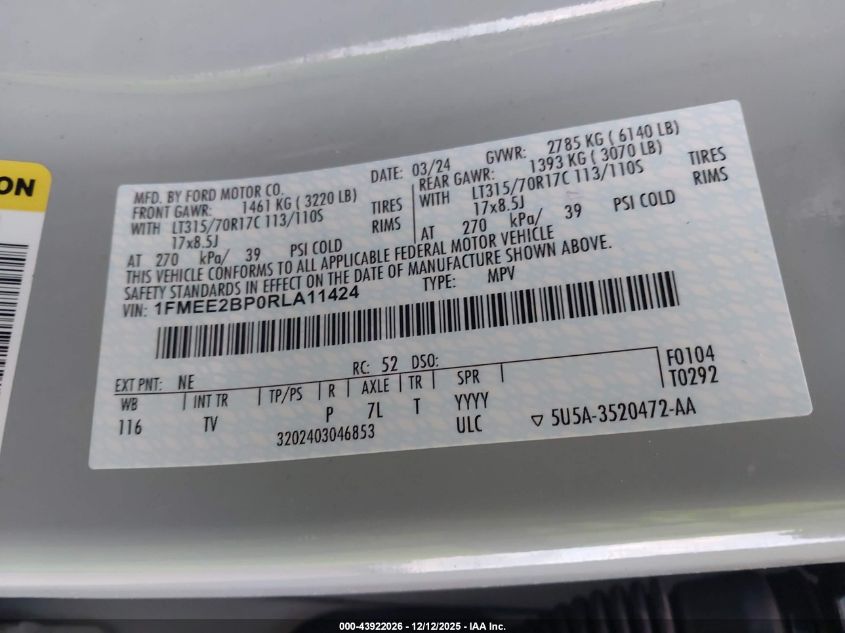 ON
MFD. BY FORD MOTOR CO.
DATE: 03/24
GVWR: 2785 KG ( 6140 LB)
FRONT GAWR: 1461 KG ( 3220 LB)
REAR GAWR: 1393 KG ( 3070 LB)
WITH LT315/70R17C 113/110S TIRES
WITH LT315/70R17C 113/110S TIRES
17x8.5J RIMS
17x8.5J RIMS
AT 270 kPa/ 39 PSI COLD
AT 270 kPa/ 39 PSI COLD
THIS VEHICLE CONFORMS TO ALL APPLICABLE FEDERAL MOTOR VEHICLE
SAFETY STANDARDS IN EFFECT ON THE DATE OF MANUFACTURE SHOWN ABOVE.
VIN: 1FMEE2BP0RLA11424
TYPE: MPV
EXT PNT: NE RC: 52 DSO:
F0104
T0292
WB INT TR TP/PS R AXLE TR SPR
116 TV P 7L T YYYY
3202403046853 ULC
▽ 5U5A-3520472-AA
000-43922026 - 12/12/2025 - IAA Inc.